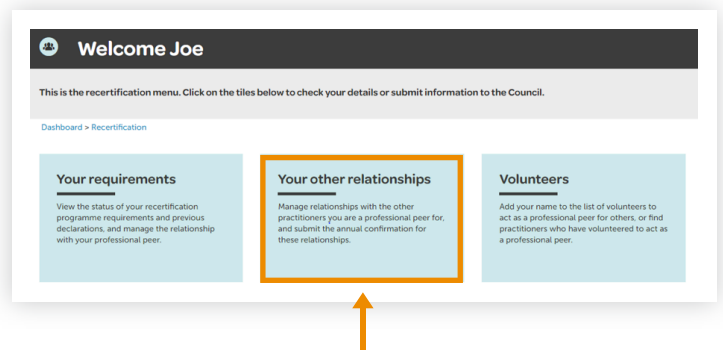 Welcome Joe
This is the recertification menu. Click on the tiles below to check your details or submit information to the Council.
Dashboard > Recertification
Your requirements
View the status of your recertification
programme requirements and previous
declarations, and manage the relationship
with your professional peer.
Your other relationships
Manage relationships with the other
practitioners you are a professional peer for,
and submit the annual confirmation for
these relationships.
Volunteers
Add your name to the list of volunteers to
act as a professional peer for others, or find
practitioners who have volunteered to act as
a professional peer.